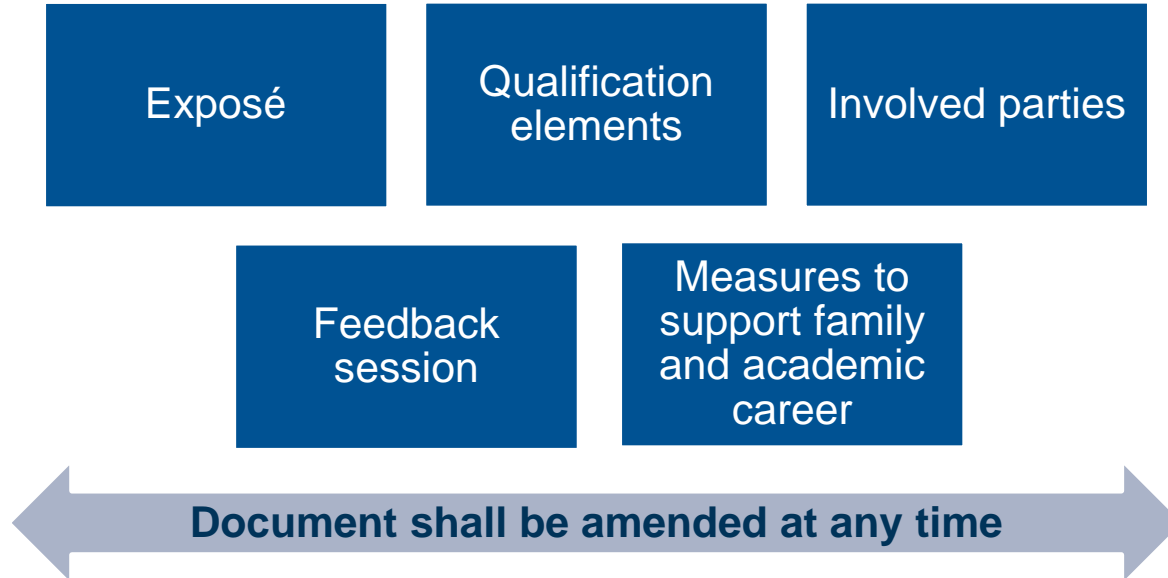 Exposé
Qualification
elements
Involved parties
Feedback
session
Measures to
support family
and academic
career
Document shall be amended at any time